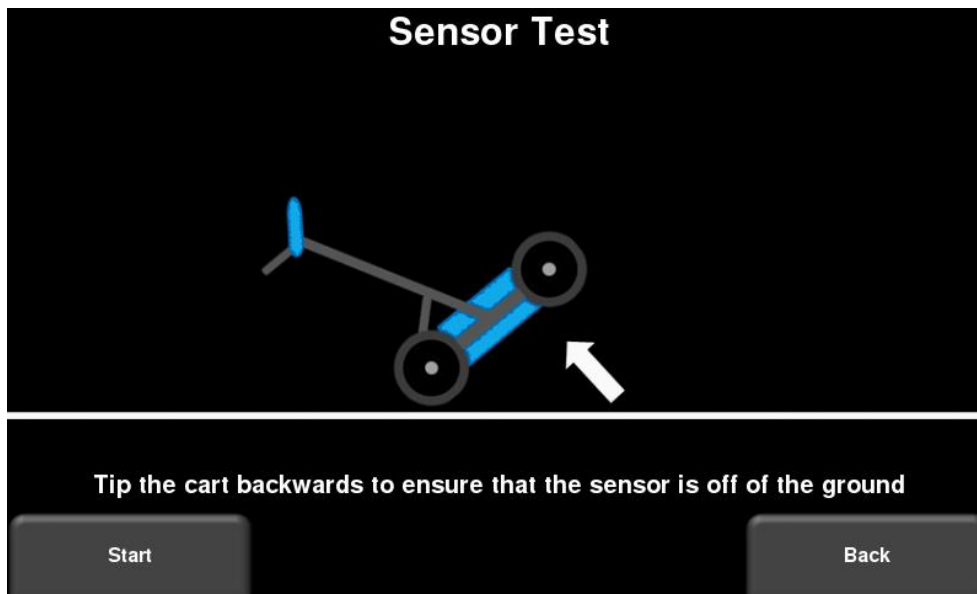 Sensor Test
Tip the cart backwards to ensure that the sensor is off of the ground
Start
Back